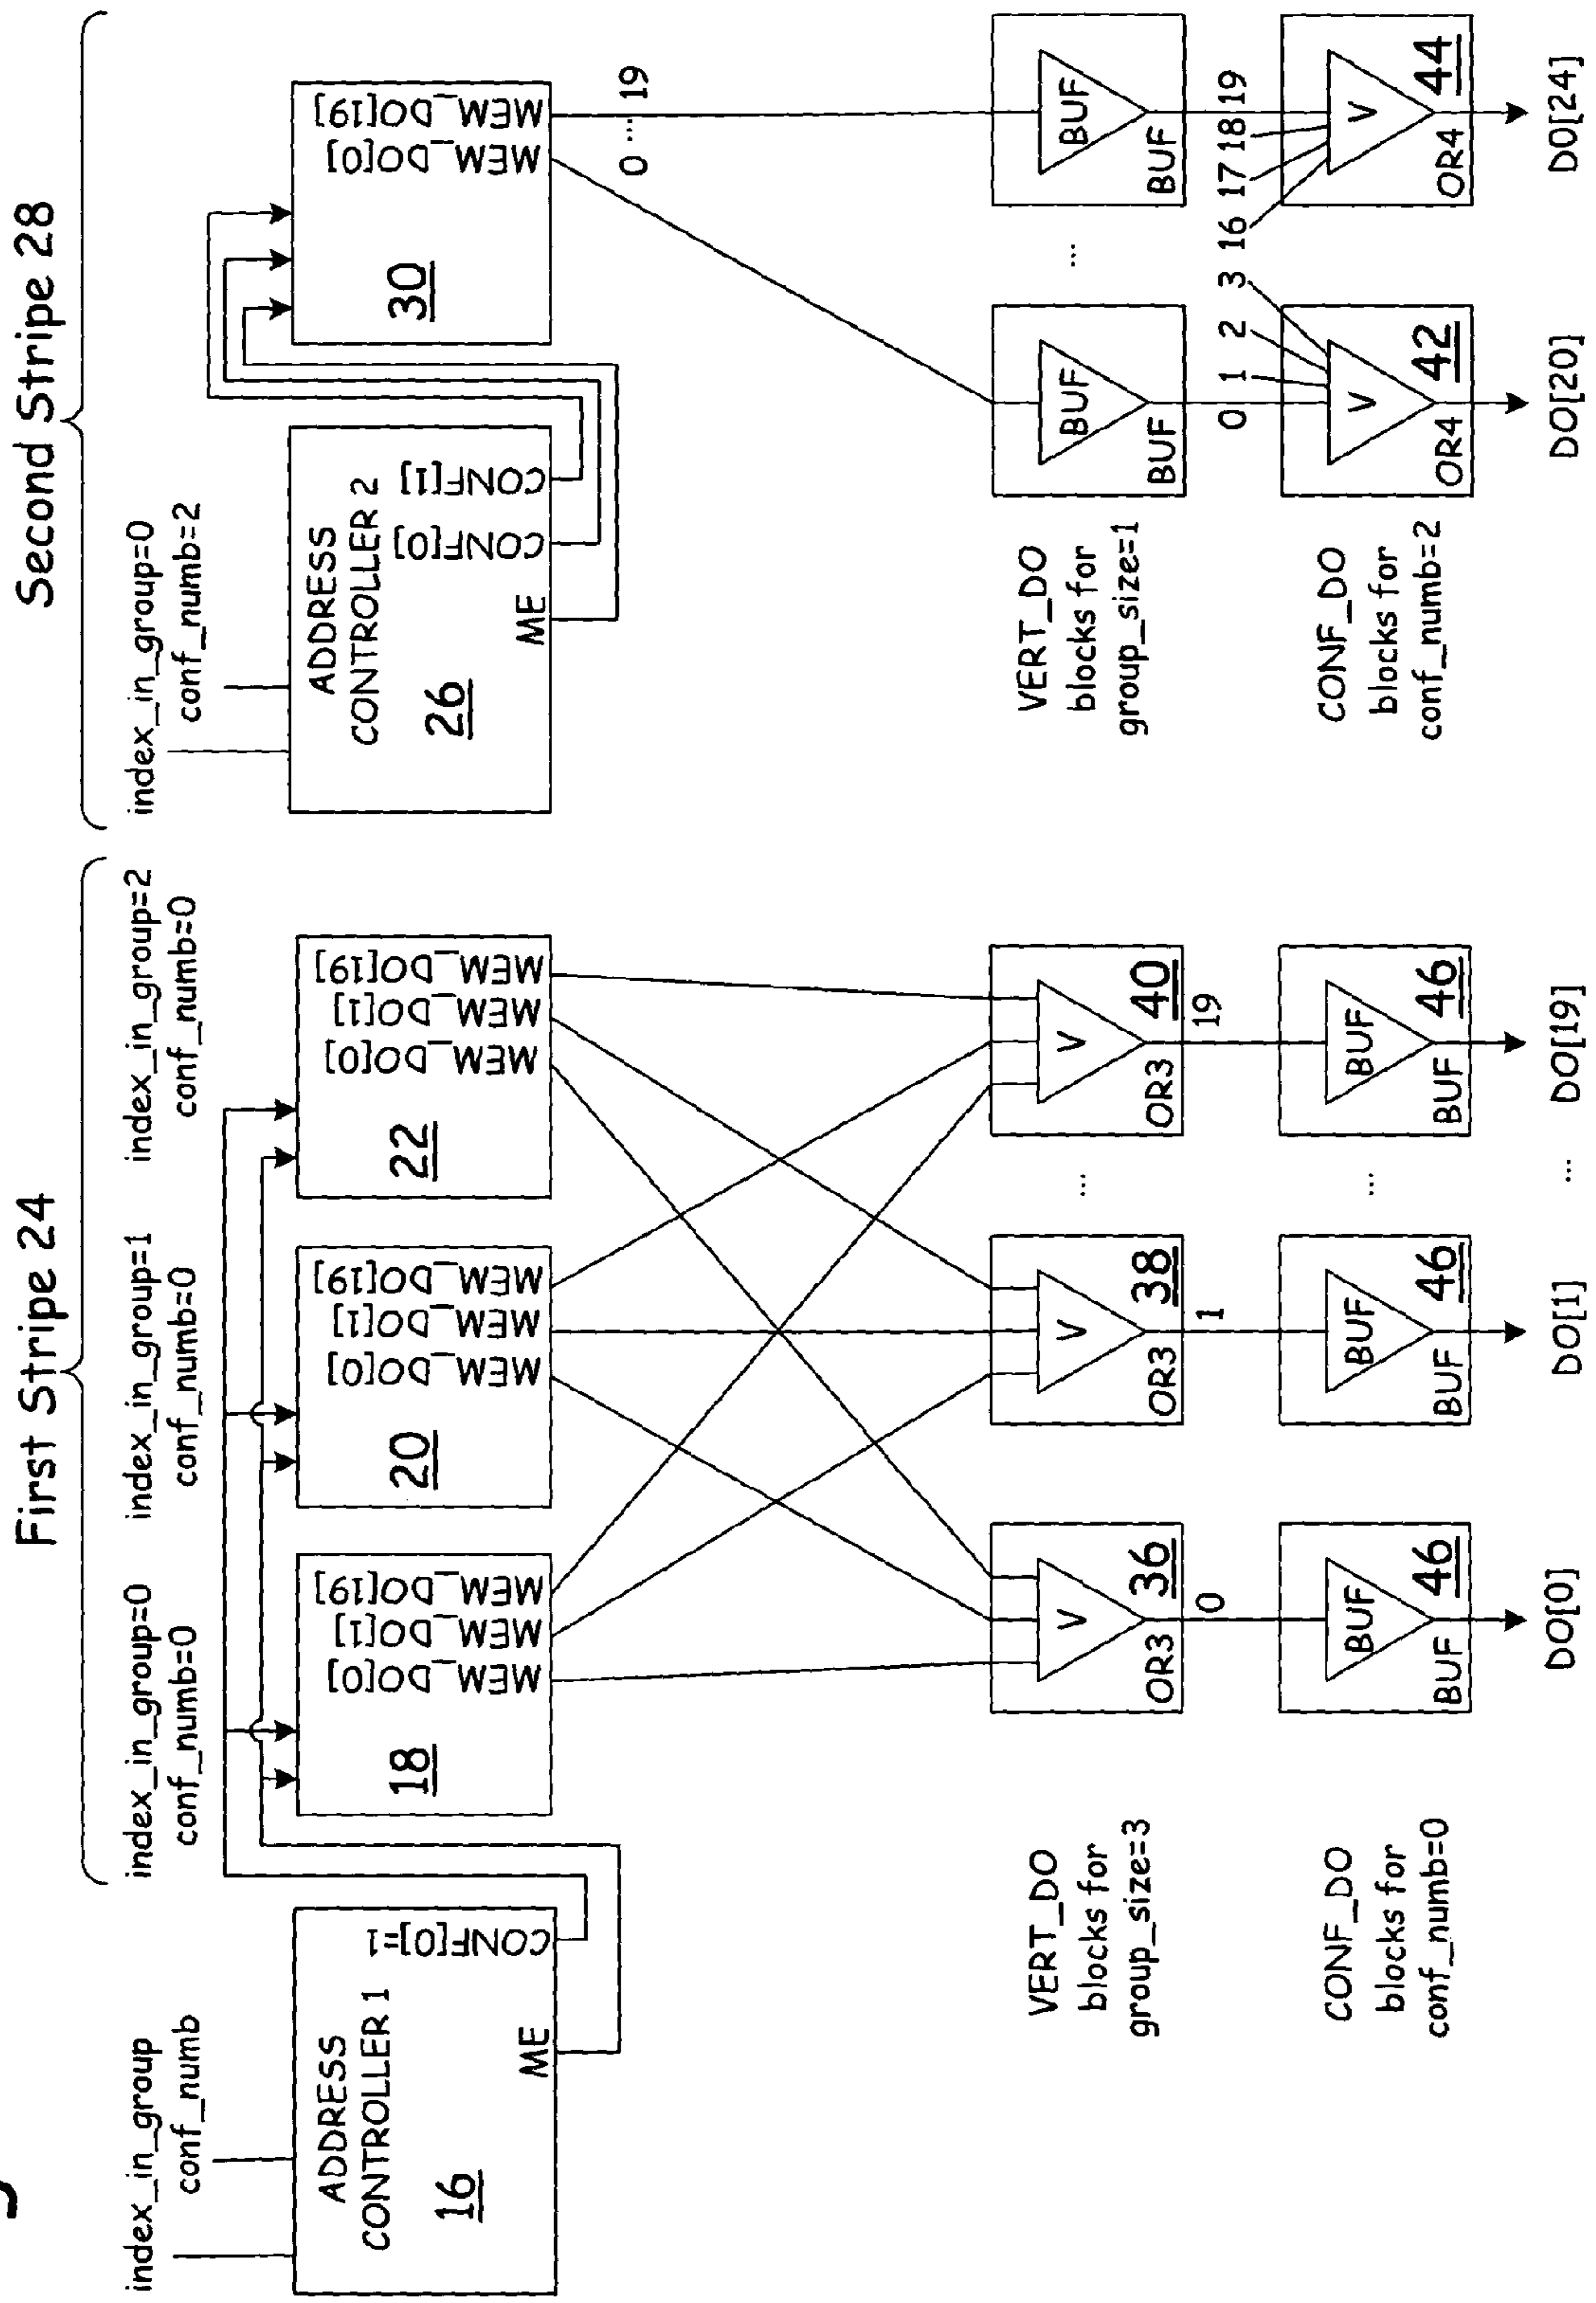 First Stripe 24
Second Stripe 28
index_in_group
conf_numb
index_in_group=0
conf_numb=0
index_in_group=1
conf_numb=0
index_in_group=2
conf_numb=0
index_in_group=0
conf_numb=2
ADDRESS
CONTROLLER 1
16
CONF[0]=1
ME
18
MEM_DO[0]
MEM_DO[1]
MEM_DO[19]
20
MEM_DO[0]
MEM_DO[1]
MEM_DO[19]
22
MEM_DO[0]
MEM_DO[1]
MEM_DO[19]
ADDRESS
CONTROLLER 2
26
ME
CONF[0]
CONF[1]
30
MEM_DO[0]
MEM_DO[19]
0 ... 19
VERT_DO
blocks for
group_size=3
V
OR3
36
V
OR3
38
...
V
OR3
40
VERT_DO
blocks for
group_size=1
BUF
BUF
...
BUF
BUF
0
1
19
0 1 2 3
16 17 18 19
CONF_DO
blocks for
conf_numb=0
BUF
BUF
46
BUF
BUF
46
...
BUF
BUF
46
CONF_DO
blocks for
conf_numb=2
V
OR4
42
V
OR4
44
DO[0]
DO[1]
...
DO[19]
DO[20]
DO[24]